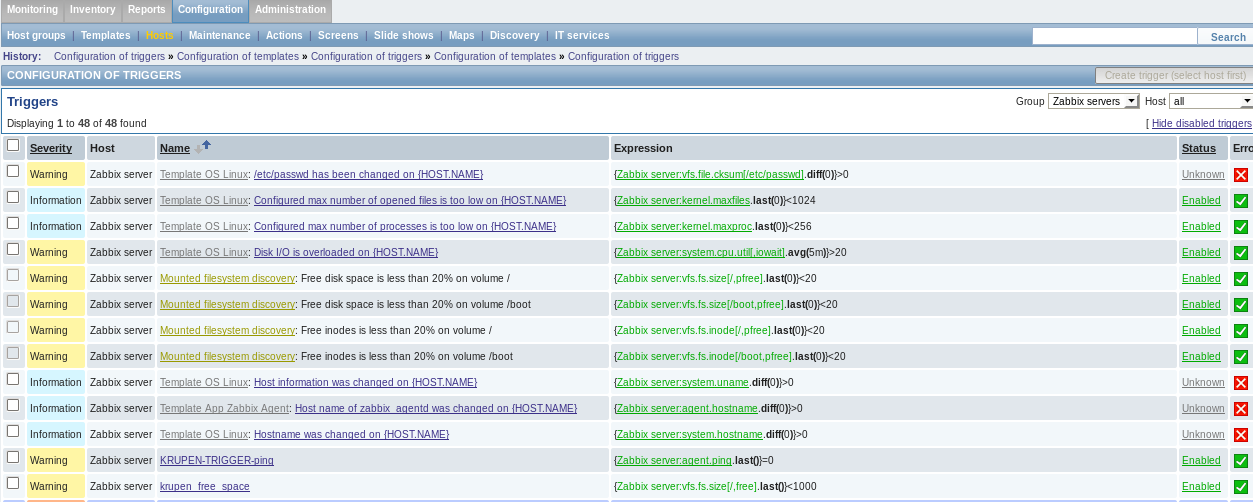 Monitoring Inventory Reports Configuration Administration
Host groups | Templates | Hosts | Maintenance | Actions | Screens | Slide shows | Maps | Discovery | IT services Search
History: Configuration of triggers » Configuration of templates » Configuration of triggers » Configuration of templates » Configuration of triggers
CONFIGURATION OF TRIGGERS Create trigger (select host first)
Triggers Group Zabbix servers Host all
Displaying 1 to 48 of 48 found [ Hide disabled triggers
Severity Host Name Expression Status Erro
Warning Zabbix server Template OS Linux: /etc/passwd has been changed on {HOST.NAME} {Zabbix server:vfs.file.cksum[/etc/passwd].diff(0)}>0 Unknown
Information Zabbix server Template OS Linux: Configured max number of opened files is too low on {HOST.NAME} {Zabbix server:kernel.maxfiles.last(0)}<1024 Enabled
Information Zabbix server Template OS Linux: Configured max number of processes is too low on {HOST.NAME} {Zabbix server:kernel.maxproc.last(0)}<256 Enabled
Warning Zabbix server Template OS Linux: Disk I/O is overloaded on {HOST.NAME} {Zabbix server:system.cpu.util[,iowait].avg(5m)}>20 Enabled
Warning Zabbix server Mounted filesystem discovery: Free disk space is less than 20% on volume / {Zabbix server:vfs.fs.size[/,pfree].last(0)}<20 Enabled
Warning Zabbix server Mounted filesystem discovery: Free disk space is less than 20% on volume /boot {Zabbix server:vfs.fs.size[/boot,pfree].last(0)}<20 Enabled
Warning Zabbix server Mounted filesystem discovery: Free inodes is less than 20% on volume / {Zabbix server:vfs.fs.inode[/,pfree].last(0)}<20 Enabled
Warning Zabbix server Mounted filesystem discovery: Free inodes is less than 20% on volume /boot {Zabbix server:vfs.fs.inode[/boot,pfree].last(0)}<20 Enabled
Information Zabbix server Template OS Linux: Host information was changed on {HOST.NAME} {Zabbix server:system.uname.diff(0)}>0 Unknown
Information Zabbix server Template App Zabbix Agent: Host name of zabbix_agentd was changed on {HOST.NAME} {Zabbix server:agent.hostname.diff(0)}>0 Unknown
Information Zabbix server Template OS Linux: Hostname was changed on {HOST.NAME} {Zabbix server:system.hostname.diff(0)}>0 Unknown
Warning Zabbix server KRUPEN-TRIGGER-ping {Zabbix server:agent.ping.last()}=0 Enabled
Warning Zabbix server krupen_free_space {Zabbix server:vfs.fs.size[/,free].last()}<1000 Enabled